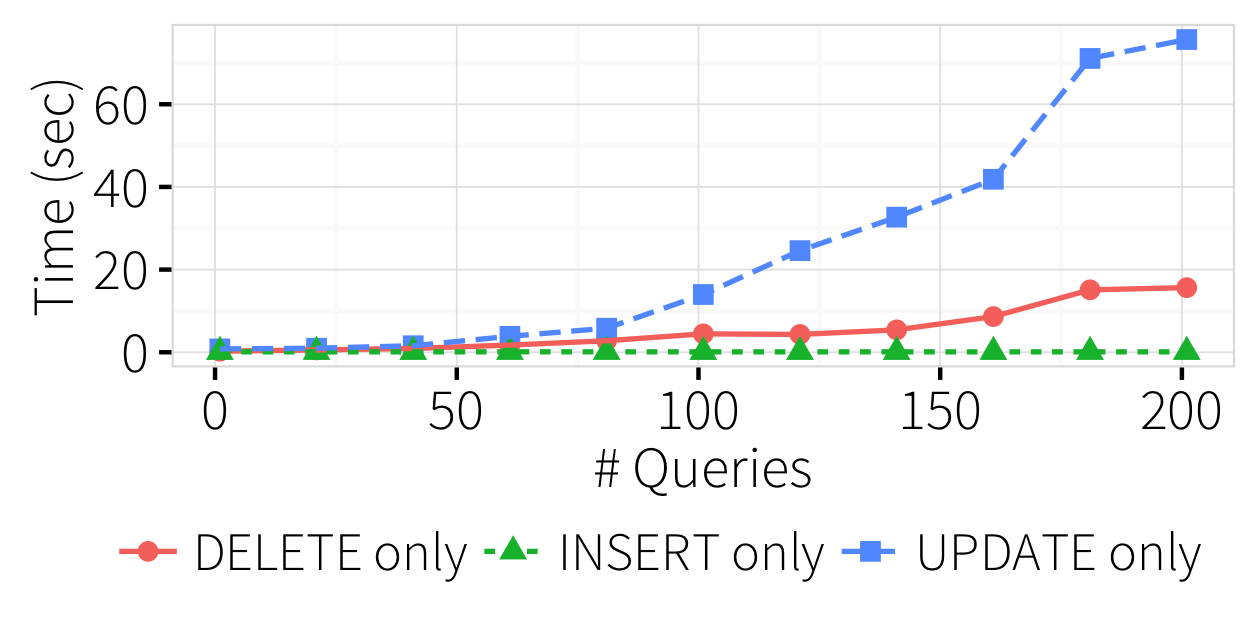 Time (sec)
60
40
20
0
0 50 100 150 200
# Queries
DELETE only INSERT only UPDATE only